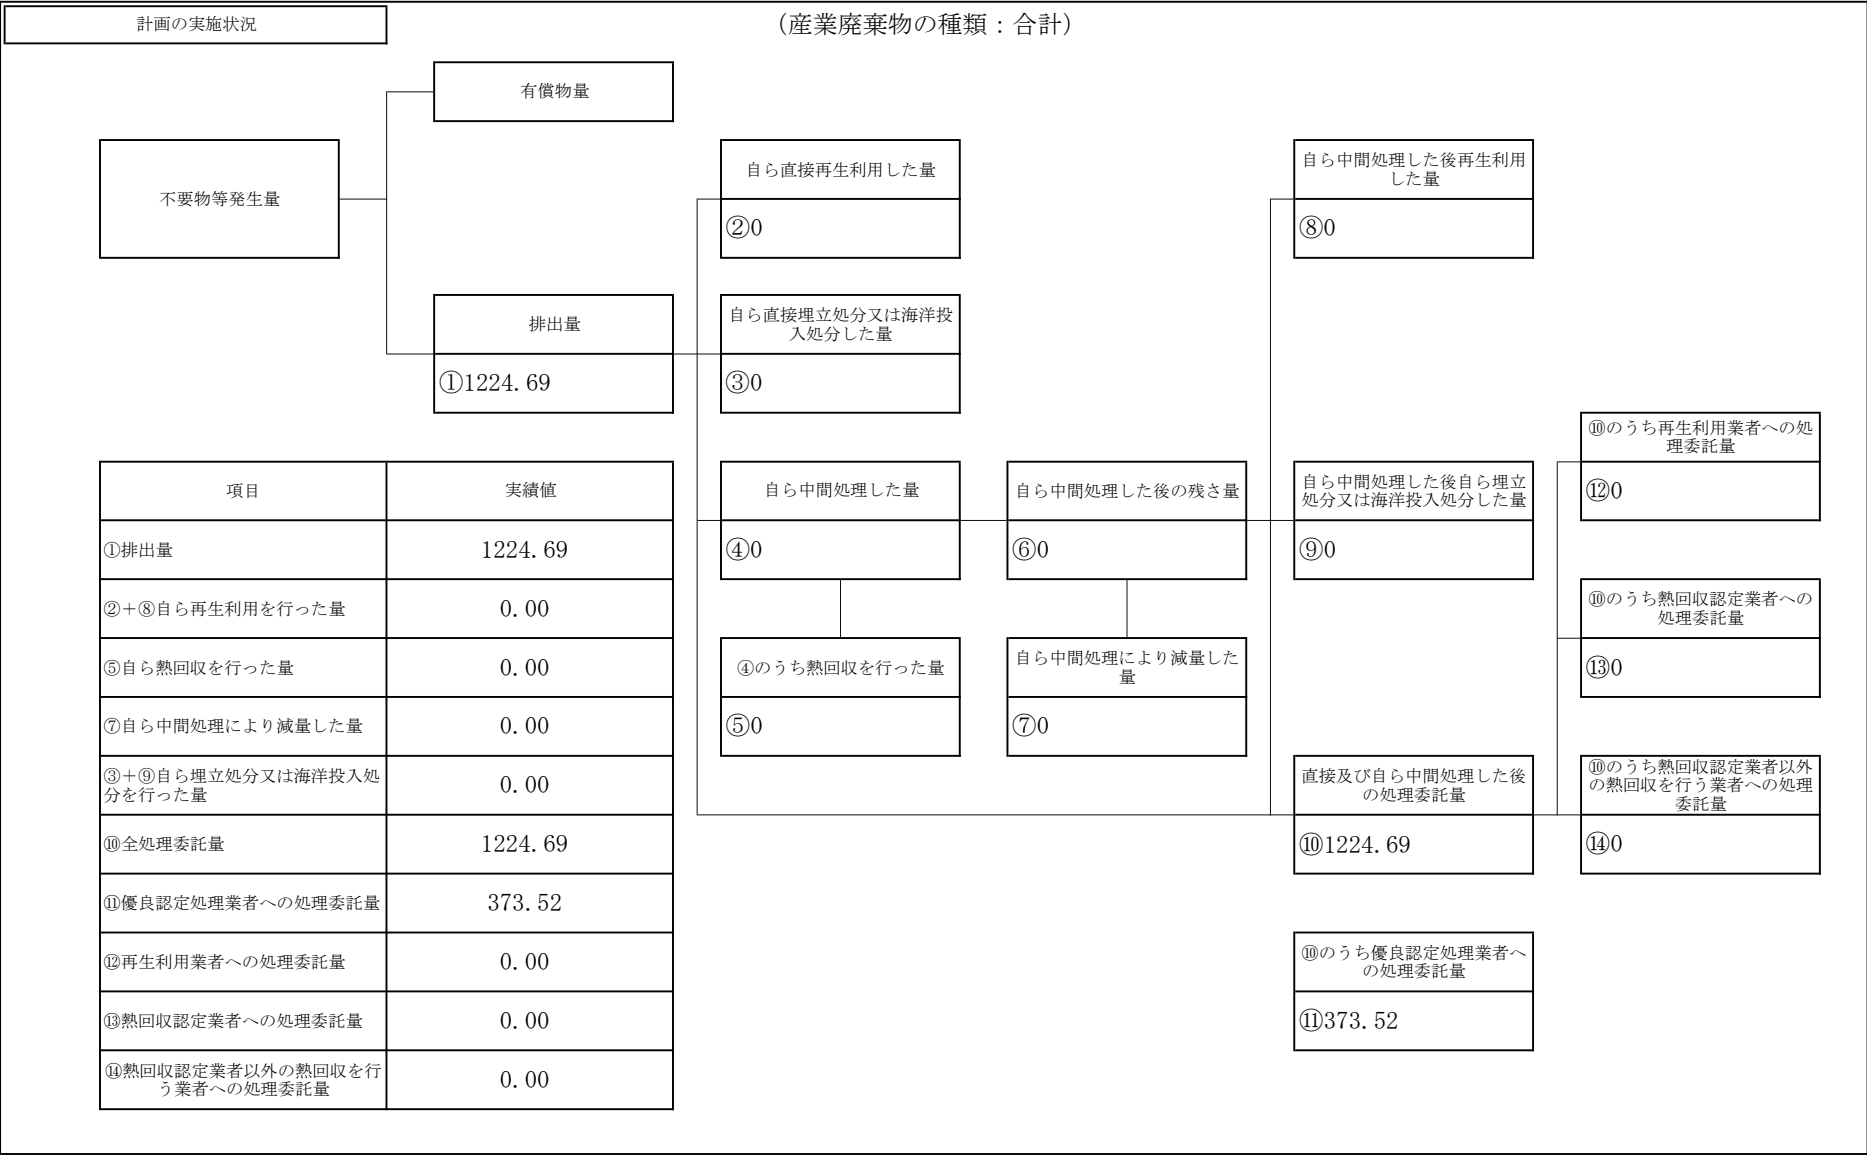 計画の実施状況
（産業廃棄物の種類：合計）
有償物量
不要物等発生量
排出量
①1224.69
自ら直接再生利用した量
②0
自ら直接埋立処分又は海洋投
入処分した量
③0
自ら中間処理した量
④0
④のうち熱回収を行った量
⑤0
自ら中間処理した後の残さ量
⑥0
自ら中間処理により減量した
量
⑦0
自ら中間処理した後再生利用
した量
⑧0
自ら中間処理した後自ら埋立
処分又は海洋投入処分した量
⑨0
直接及び自ら中間処理した後
の処理委託量
⑩1224.69
⑩のうち優良認定処理業者へ
の処理委託量
⑪373.52
⑩のうち再生利用業者への処
理委託量
⑫0
⑩のうち熱回収認定業者への
処理委託量
⑬0
⑩のうち熱回収認定業者以外
の熱回収を行う業者への処理
委託量
⑭0
項目 実績値
①排出量 1224.69
②＋⑧自ら再生利用を行った量 0.00
⑤自ら熱回収を行った量 0.00
⑦自ら中間処理により減量した量 0.00
③＋⑨自ら埋立処分又は海洋投入処
分を行った量 0.00
⑩全処理委託量 1224.69
⑪優良認定処理業者への処理委託量 373.52
⑫再生利用業者への処理委託量 0.00
⑬熱回収認定業者への処理委託量 0.00
⑭熱回収認定業者以外の熱回収を行
う業者への処理委託量 0.00